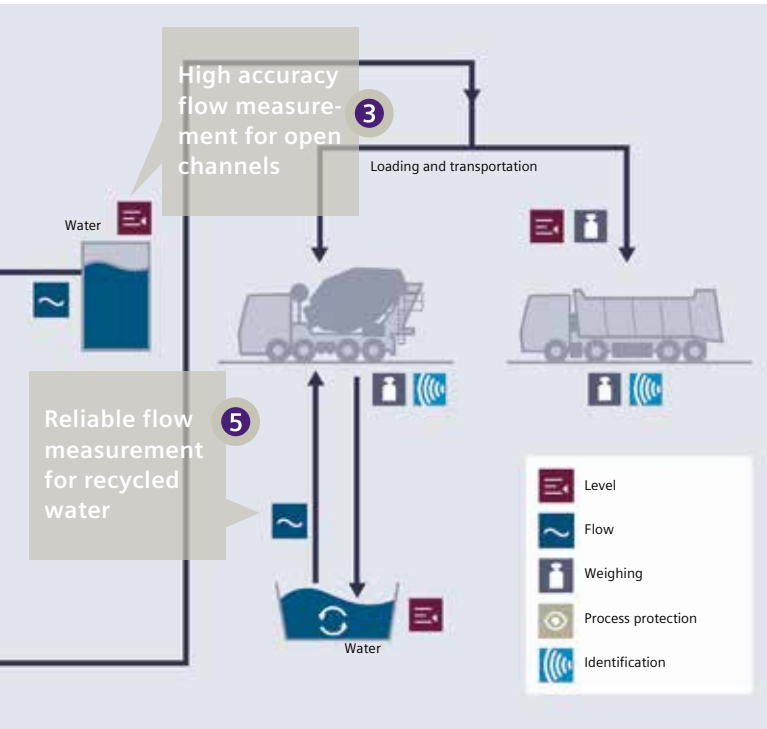 High accuracy
flow measure-
ment for open
channels
3
Loading and transportation
Water
Reliable flow
measurement
for recycled
water
5
Water
Level
Flow
Weighing
Process protection
Identification